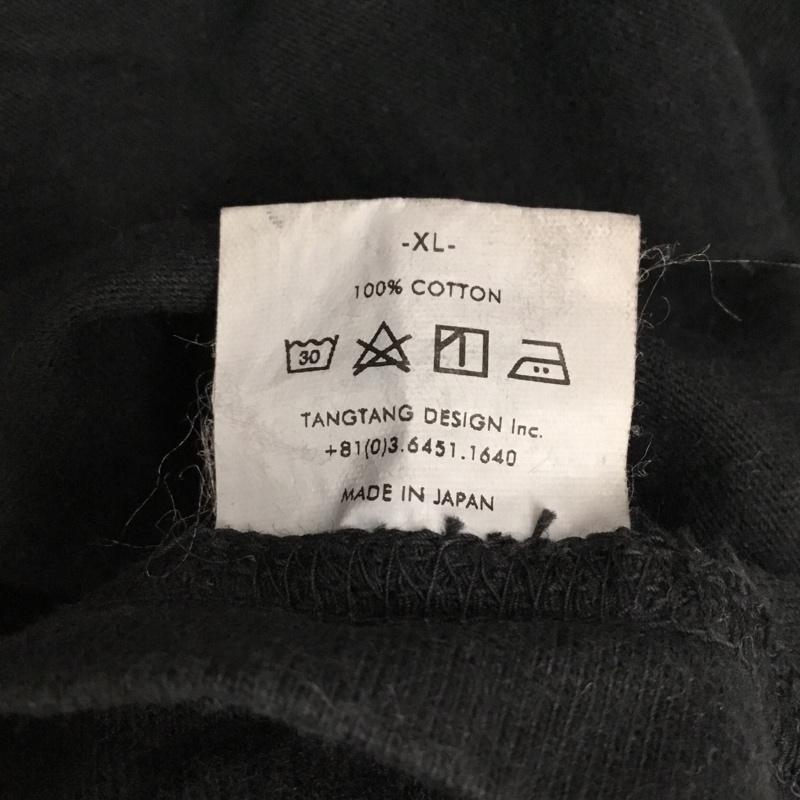 -XL-
100% COTTON
30
TANGTANG DESIGN Inc.
+81(0)3.6451.1640
MADE IN JAPAN